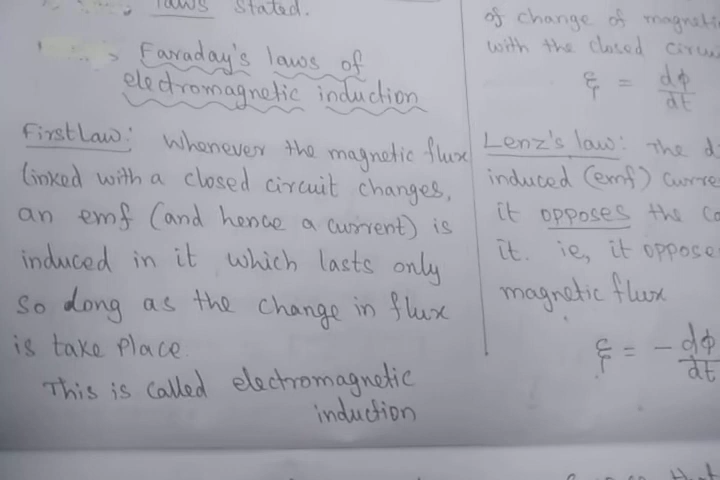 laws stated.
Faraday's laws of
electromagnetic induction
First Law: Whenever the magnetic flux
linked with a closed circuit changes,
an emf (and hence a current) is
induced in it which lasts only
so long as the change in flux
is take place.
This is called electromagnetic
induction
of change of
with the closed
ξ = dϕ/dt
Lenz's law: The
induced (emf)
it opposes the
it. ie, it
magnetic flux
ξ = - dϕ/dt